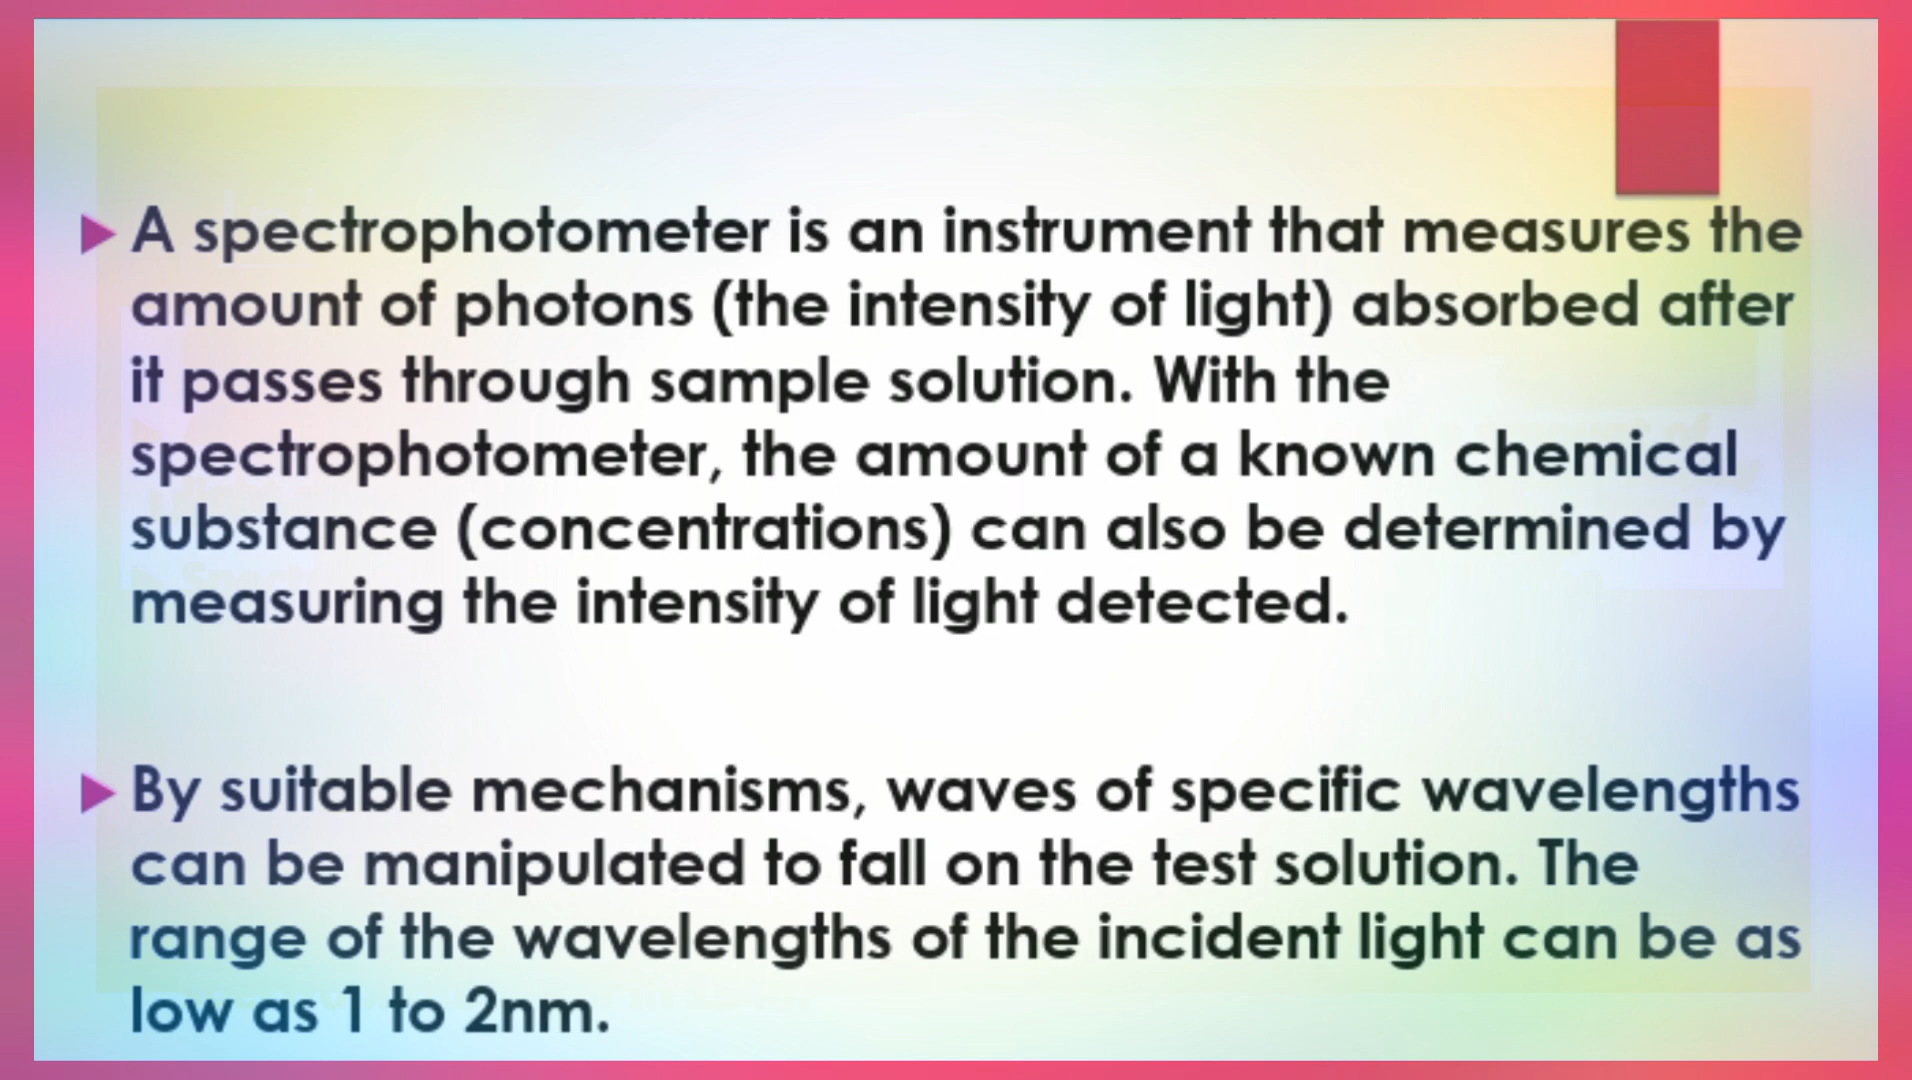 A spectrophotometer is an instrument that measures the
amount of photons (the intensity of light) absorbed after
it passes through sample solution. With the
spectrophotometer, the amount of a known chemical
substance (concentrations) can also be determined by
measuring the intensity of light detected.
By suitable mechanisms, waves of specific wavelengths
can be manipulated to fall on the test solution. The
range of the wavelengths of the incident light can be as
low as 1 to 2nm.